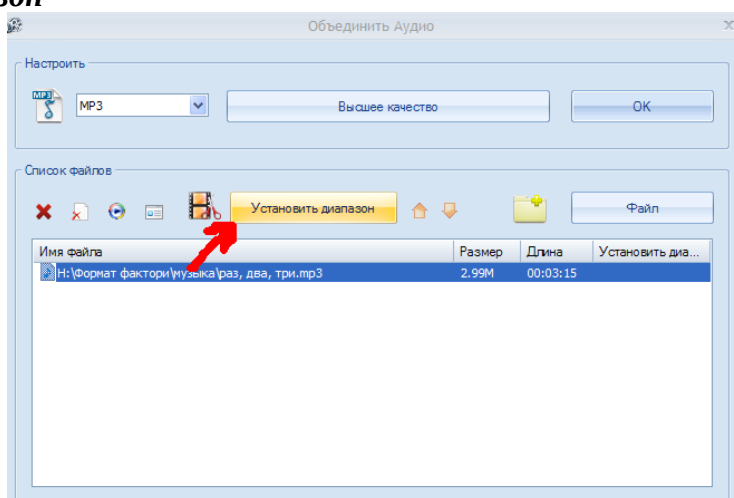 зон
Объединить Аудио
Настроить
MP3 MP3 Высшее качество OK
Список файлов
Установить диапазон Файл
Имя файла Размер Длина Установить диа...
H:\Формат фактори\музыка\раз, два, три.mp3 2.99M 00:03:15